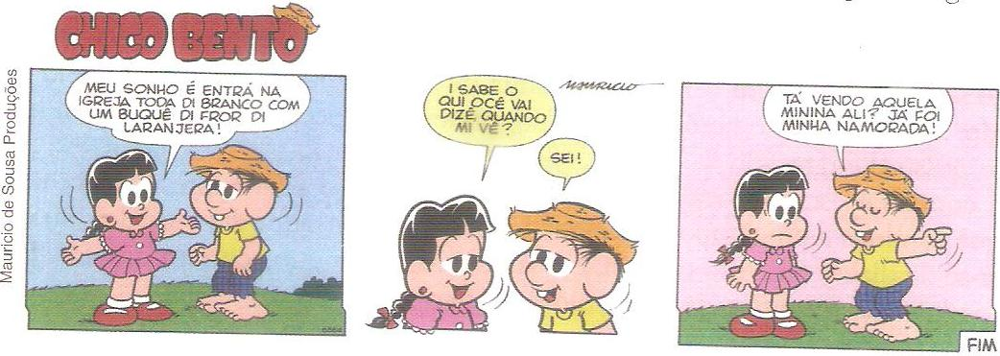 CHICO BENTO
Mauricio de Sousa Produções
MEU SONHO É ENTRÁ NA
IGREJA TODA DI BRANCO COM
UM BUQUÊ DI FROR DI
LARANJERA!
I SABE O
QUI OCÊ VAI
DIZÊ, QUANDO
MI VÊ?
SEI!
MAURICIO
TÁ VENDO AQUELA
MININA ALI? JÁ FOI
MINHA NAMORADA!
FIM